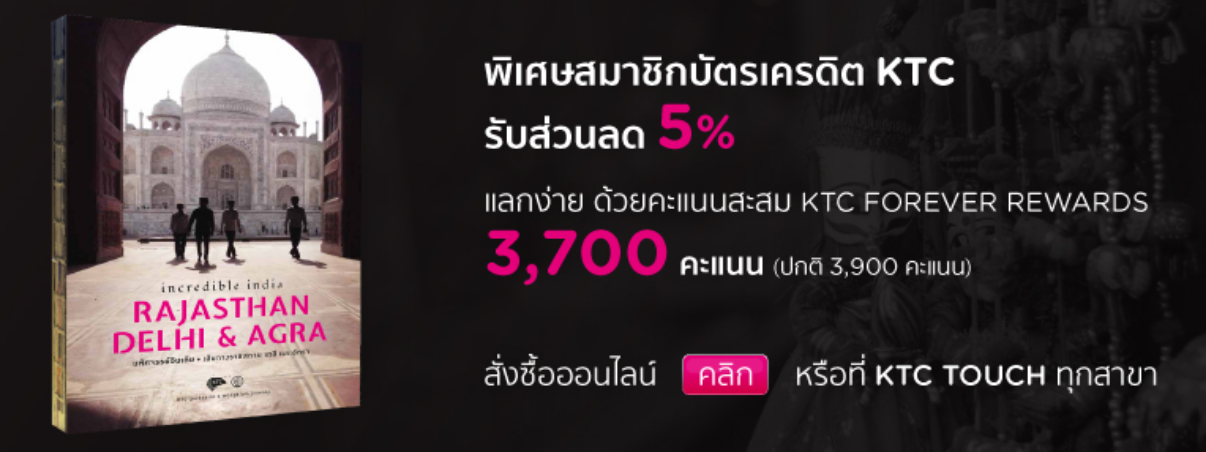 incredible india
RAJASTHAN
DELHI & AGRA
พิเศษสมาชิกบัตรเครดิต KTC
รับส่วนลด 5%
แลกง่าย ด้วยคะแนนสะสม KTC FOREVER REWARDS
3,700 คะแนน (ปกติ 3,900 คะแนน)
สั่งซื้อออนไลน์ คลิก หรือที่ KTC TOUCH ทุกสาขา